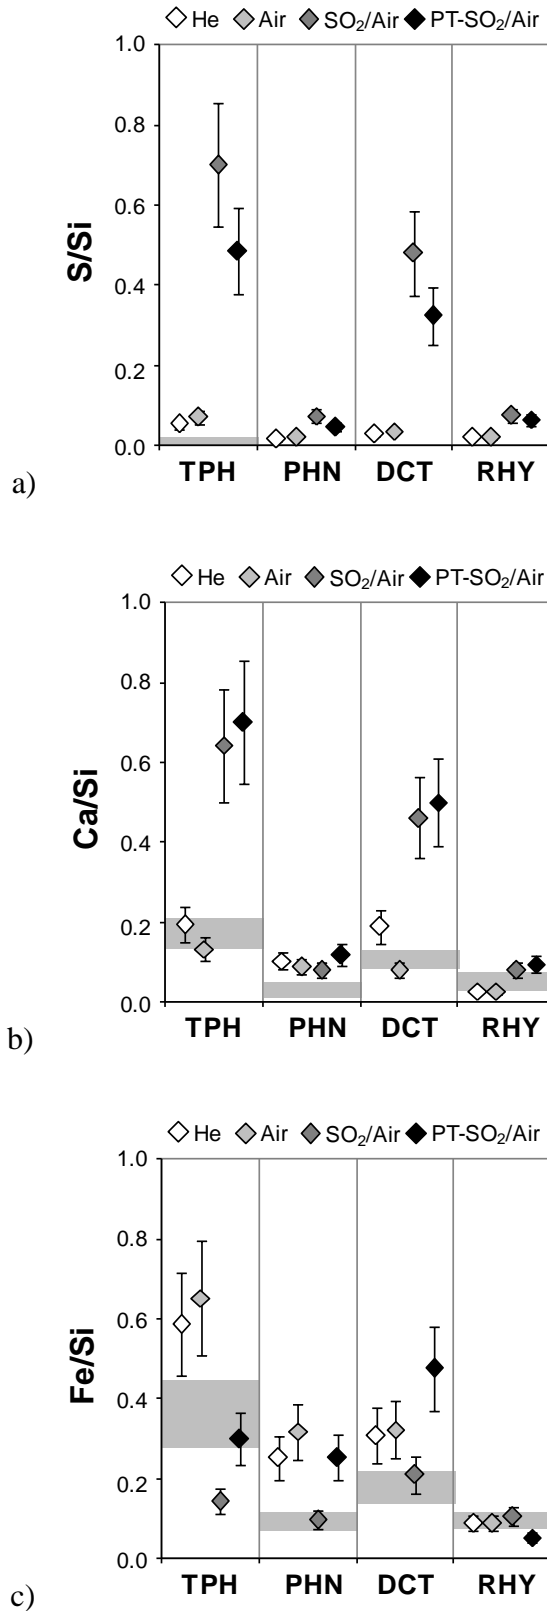 He Air SO₂/Air PT-SO₂/Air
1.0
0.8
0.6
0.4
0.2
0.0
S/Si
TPH PHN DCT RHY
a)
He Air SO₂/Air PT-SO₂/Air
1.0
0.8
0.6
0.4
0.2
0.0
Ca/Si
TPH PHN DCT RHY
b)
He Air SO₂/Air PT-SO₂/Air
1.0
0.8
0.6
0.4
0.2
0.0
Fe/Si
TPH PHN DCT RHY
c)